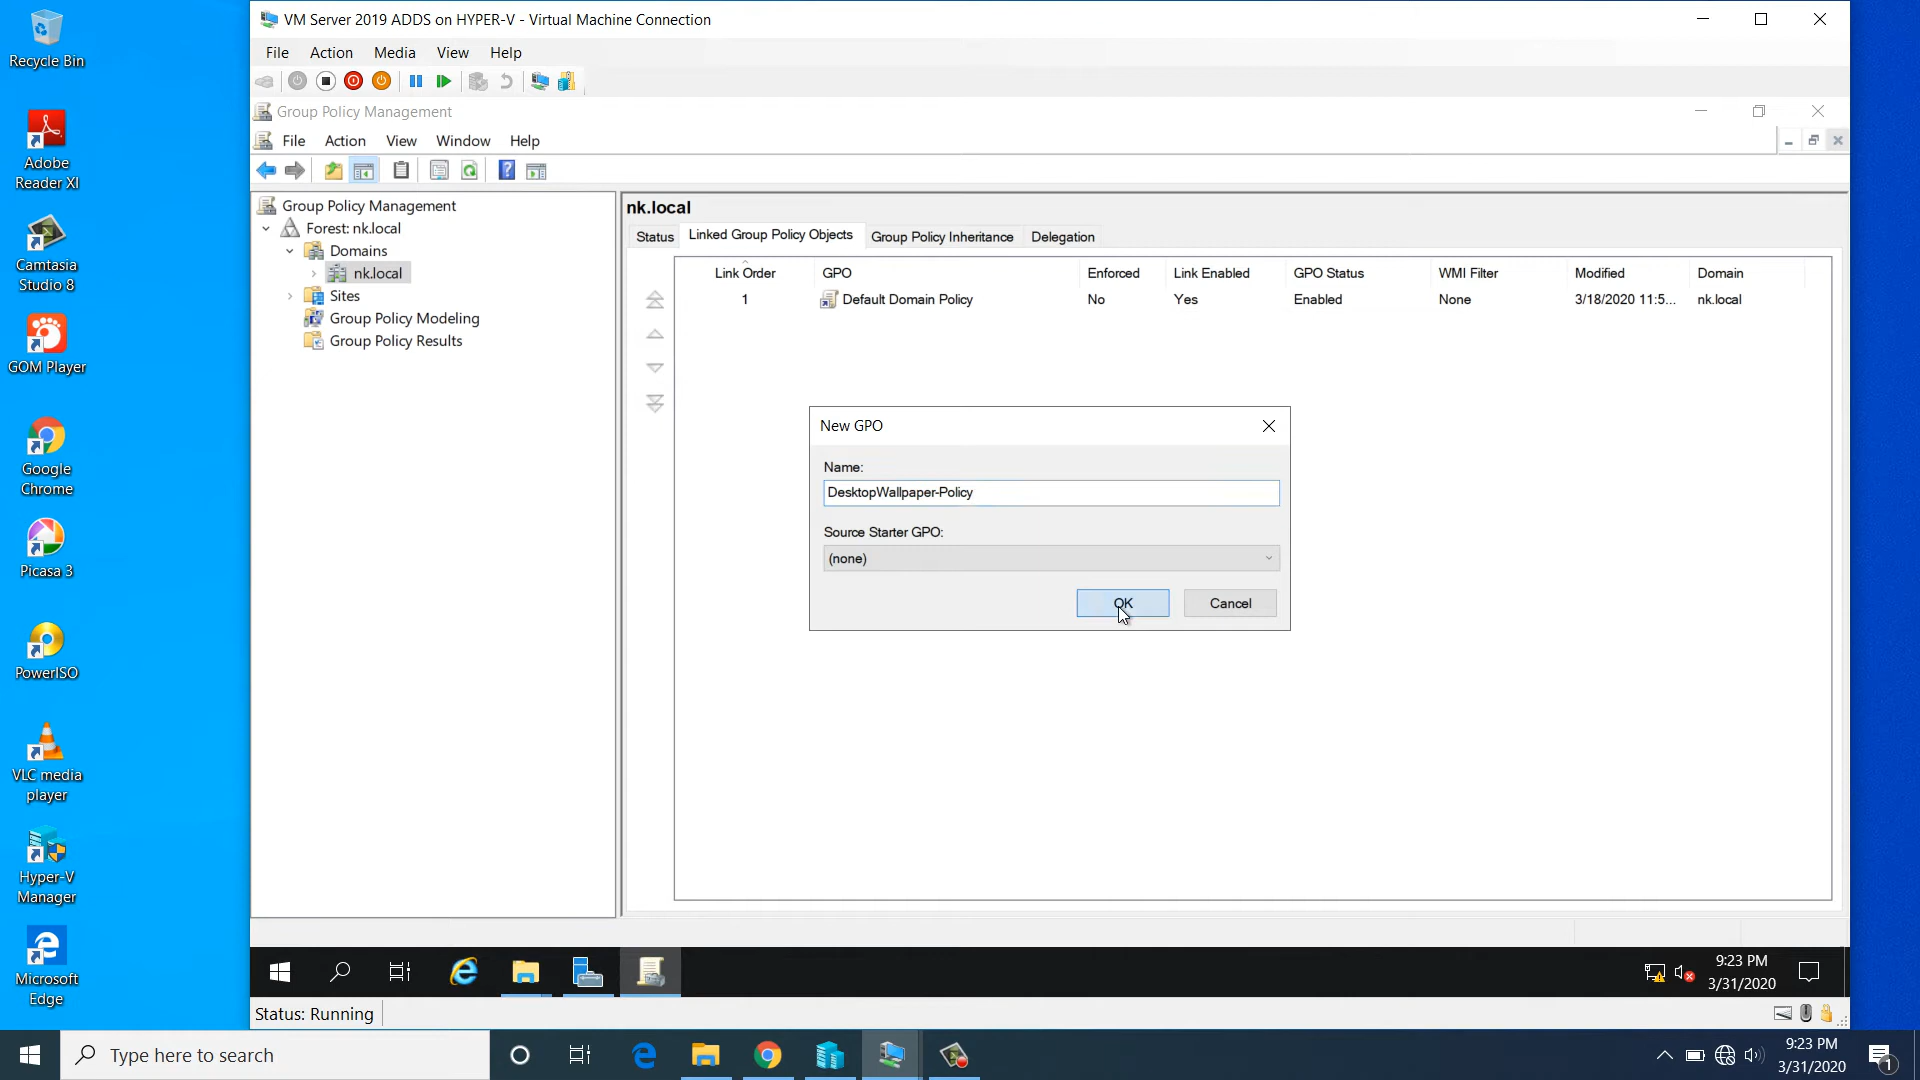 Recycle Bin
Adobe
Reader XI
Camtasia
Studio 8
GOM Player
Google
Chrome
Picasa 3
PowerISO
VLC media
player
Hyper-V
Manager
Microsoft
Edge
VM Server 2019 ADDS on HYPER-V - Virtual Machine Connection
File Action Media View Help
Group Policy Management
File Action View Window Help
Group Policy Management
Forest: nk.local
Domains
nk.local
Sites
Group Policy Modeling
Group Policy Results
nk.local
Status Linked Group Policy Objects Group Policy Inheritance Delegation
Link Order GPO Enforced Link Enabled GPO Status WMI Filter Modified Domain
1 Default Domain Policy No Yes Enabled None 3/18/2020 11:5... nk.local
New GPO
Name:
DesktopWallpaper-Policy
Source Starter GPO:
(none)
OK Cancel
9:23 PM
3/31/2020
Status: Running
Type here to search
9:23 PM
3/31/2020
1